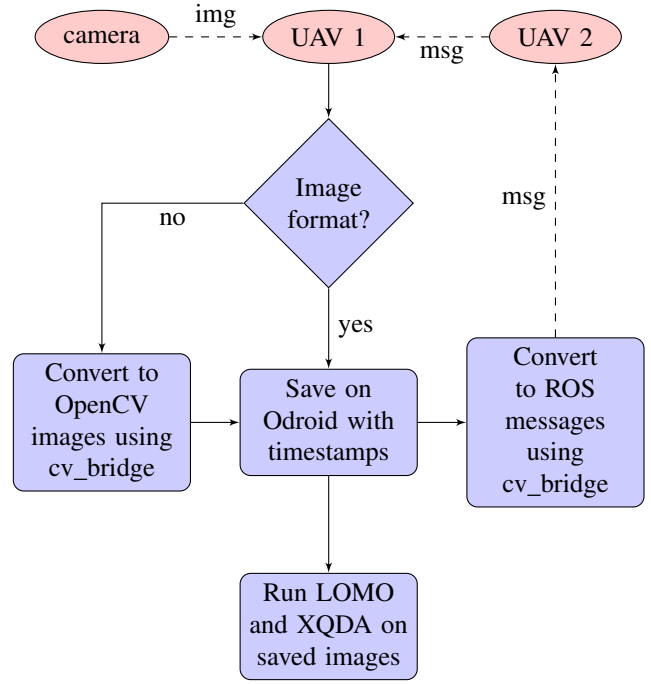 img
camera
UAV 1
UAV 2
msg
Image
format?
no
msg
yes
Convert to
OpenCV
images using
cv_bridge
Save on
Odroid with
timestamps
Convert
to ROS
messages
using
cv_bridge
Run LOMO
and XQDA on
saved images